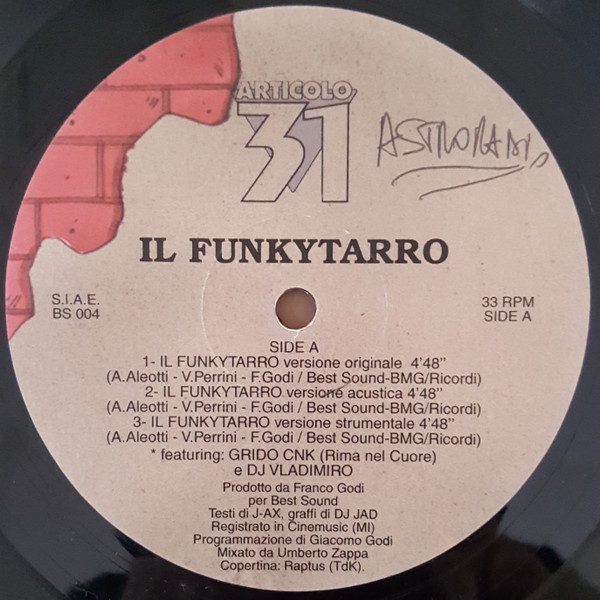 ARTICOLO
31
IL FUNKYTARRO
S.I.A.E.
BS 004
33 RPM
SIDE A
SIDE A
1- IL FUNKYTARRO versione originale 4'48"
(A.Aleotti - V.Perrini - F.Godi / Best Sound-BMG/Ricordi)
2- IL FUNKYTARRO versione acustica 4'48"
(A.Aleotti - V.Perrini - F.Godi / Best Sound-BMG/Ricordi)
3- IL FUNKYTARRO versione strumentale 4'48"
(A.Aleotti - V.Perrini - F.Godi / Best Sound-BMG/Ricordi)
* featuring: GRIDO CNK (Rima nel Cuore)
e DJ VLADIMIRO
Prodotto da Franco Godi
per Best Sound
Testi di J-AX, graffi di DJ JAD
Registrato in Cinemusic (MI)
Programmazione di Giacomo Godi
Mixato da Umberto Zappa
Copertina: Raptus (TdK).